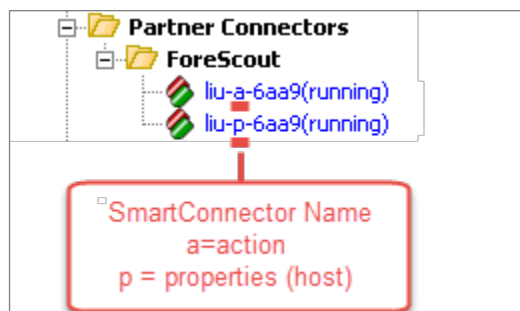 Partner Connectors
ForeScout
liu-a-6aa9(running)
liu-p-6aa9(running)
SmartConnector Name
a=action
p = properties (host)